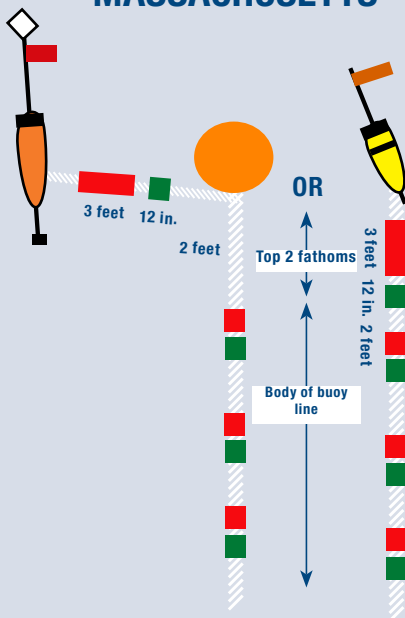 MASSACHUSETTS
OR
3 feet 12 in.
2 feet
Top 2 fathoms
3 feet 12 in. 2 feet
Body of buoy
line